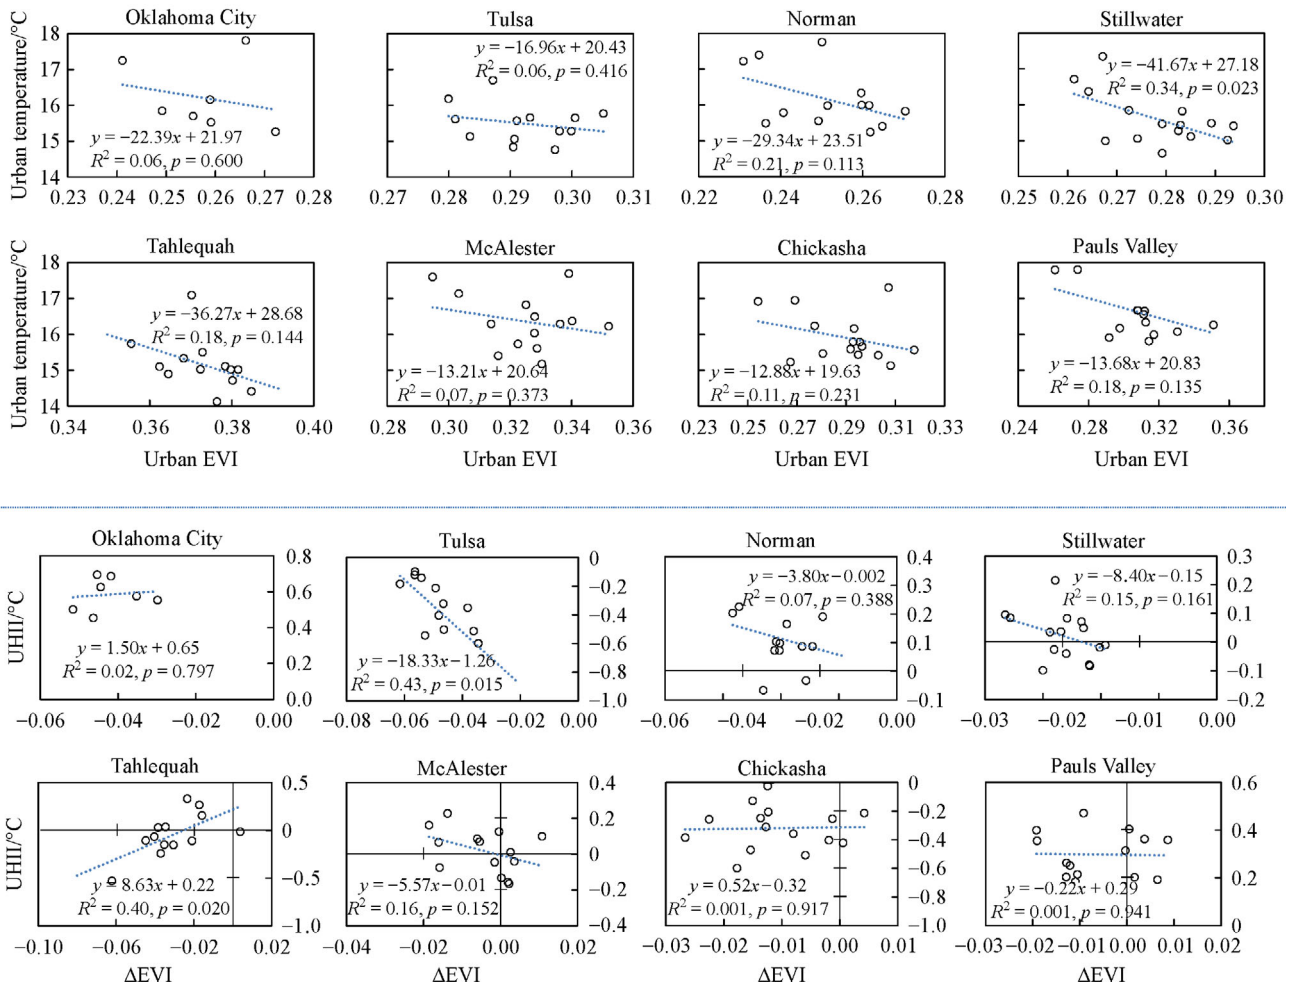 Oklahoma City
Tulsa
Norman
Stillwater
Urban temperature/°C
18
17
16
15
14
y = −22.39x + 21.97
R² = 0.06, p = 0.600
0.23 0.24 0.25 0.26 0.27 0.28
y = −16.96x + 20.43
R² = 0.06, p = 0.416
0.27 0.28 0.29 0.30 0.31
y = −29.34x + 23.51
R² = 0.21, p = 0.113
0.22 0.24 0.26 0.28
y = −41.67x + 27.18
R² = 0.34, p = 0.023
0.25 0.26 0.27 0.28 0.29 0.30
Tahlequah
McAlester
Chickasha
Pauls Valley
Urban temperature/°C
18
17
16
15
14
y = −36.27x + 28.68
R² = 0.18, p = 0.144
0.34 0.36 0.38 0.40
Urban EVI
y = −13.21x + 20.64
R² = 0.07, p = 0.373
0.28 0.30 0.32 0.34 0.36
Urban EVI
y = −12.88x + 19.63
R² = 0.11, p = 0.231
0.23 0.25 0.27 0.29 0.31 0.33
Urban EVI
y = −13.68x + 20.83
R² = 0.18, p = 0.135
0.24 0.28 0.32 0.36
Urban EVI
Oklahoma City
Tulsa
Norman
Stillwater
UHII/°C
y = 1.50x + 0.65
R² = 0.02, p = 0.797
0.8
0.6
0.4
0.2
0.0
−0.06 −0.04 −0.02 0.00
y = −18.33x−1.26
R² = 0.43, p = 0.015
0
−0.2
−0.4
−0.6
−0.8
−1.0
−0.08 −0.06 −0.04 −0.02 0.00
y = −3.80x−0.002
R² = 0.07, p = 0.388
0.4
0.3
0.2
0.1
0
−0.1
−0.06 −0.04 −0.02 0.00
y = −8.40x−0.15
R² = 0.15, p = 0.161
0.3
0.2
0.1
0
−0.1
−0.2
−0.03 −0.02 −0.01 0.00
Tahlequah
McAlester
Chickasha
Pauls Valley
UHII/°C
y = 8.63x + 0.22
R² = 0.40, p = 0.020
0.5
0
−0.5
−1.0
−0.10 −0.06 −0.02 0.02
ΔEVI
y = −5.57x−0.01
R² = 0.16, p = 0.152
0.4
0.2
0
−0.2
−0.4
−0.04 −0.02 0.00 0.02
ΔEVI
y = 0.52x−0.32
R² = 0.001, p = 0.917
0
−0.2
−0.4
−0.6
−0.8
−1.0
−0.03 −0.02 −0.01 0.00 0.01
ΔEVI
y = −0.22x + 0.29
R² = 0.001, p = 0.941
0.6
0.4
0.2
0
−0.03 −0.02 −0.01 0.00 0.01 0.02
ΔEVI